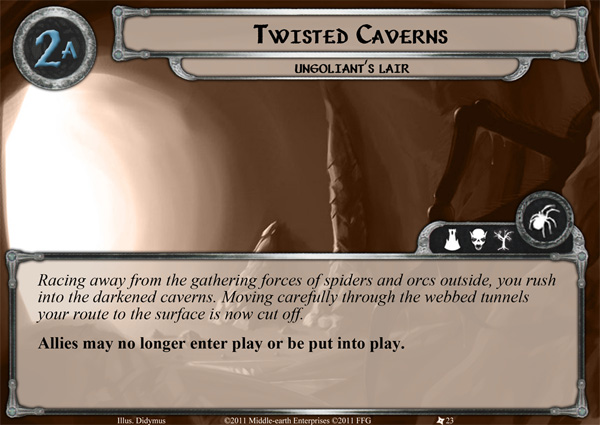 2A
Twisted Caverns
Ungoliant's Lair
Racing away from the gathering forces of spiders and orcs outside, you rush
into the darkened caverns. Moving carefully through the webbed tunnels
your route to the surface is now cut off.
Allies may no longer enter play or be put into play.
Illus. Didymus ©2011 Middle-earth Enterprises ©2011 FFG 23